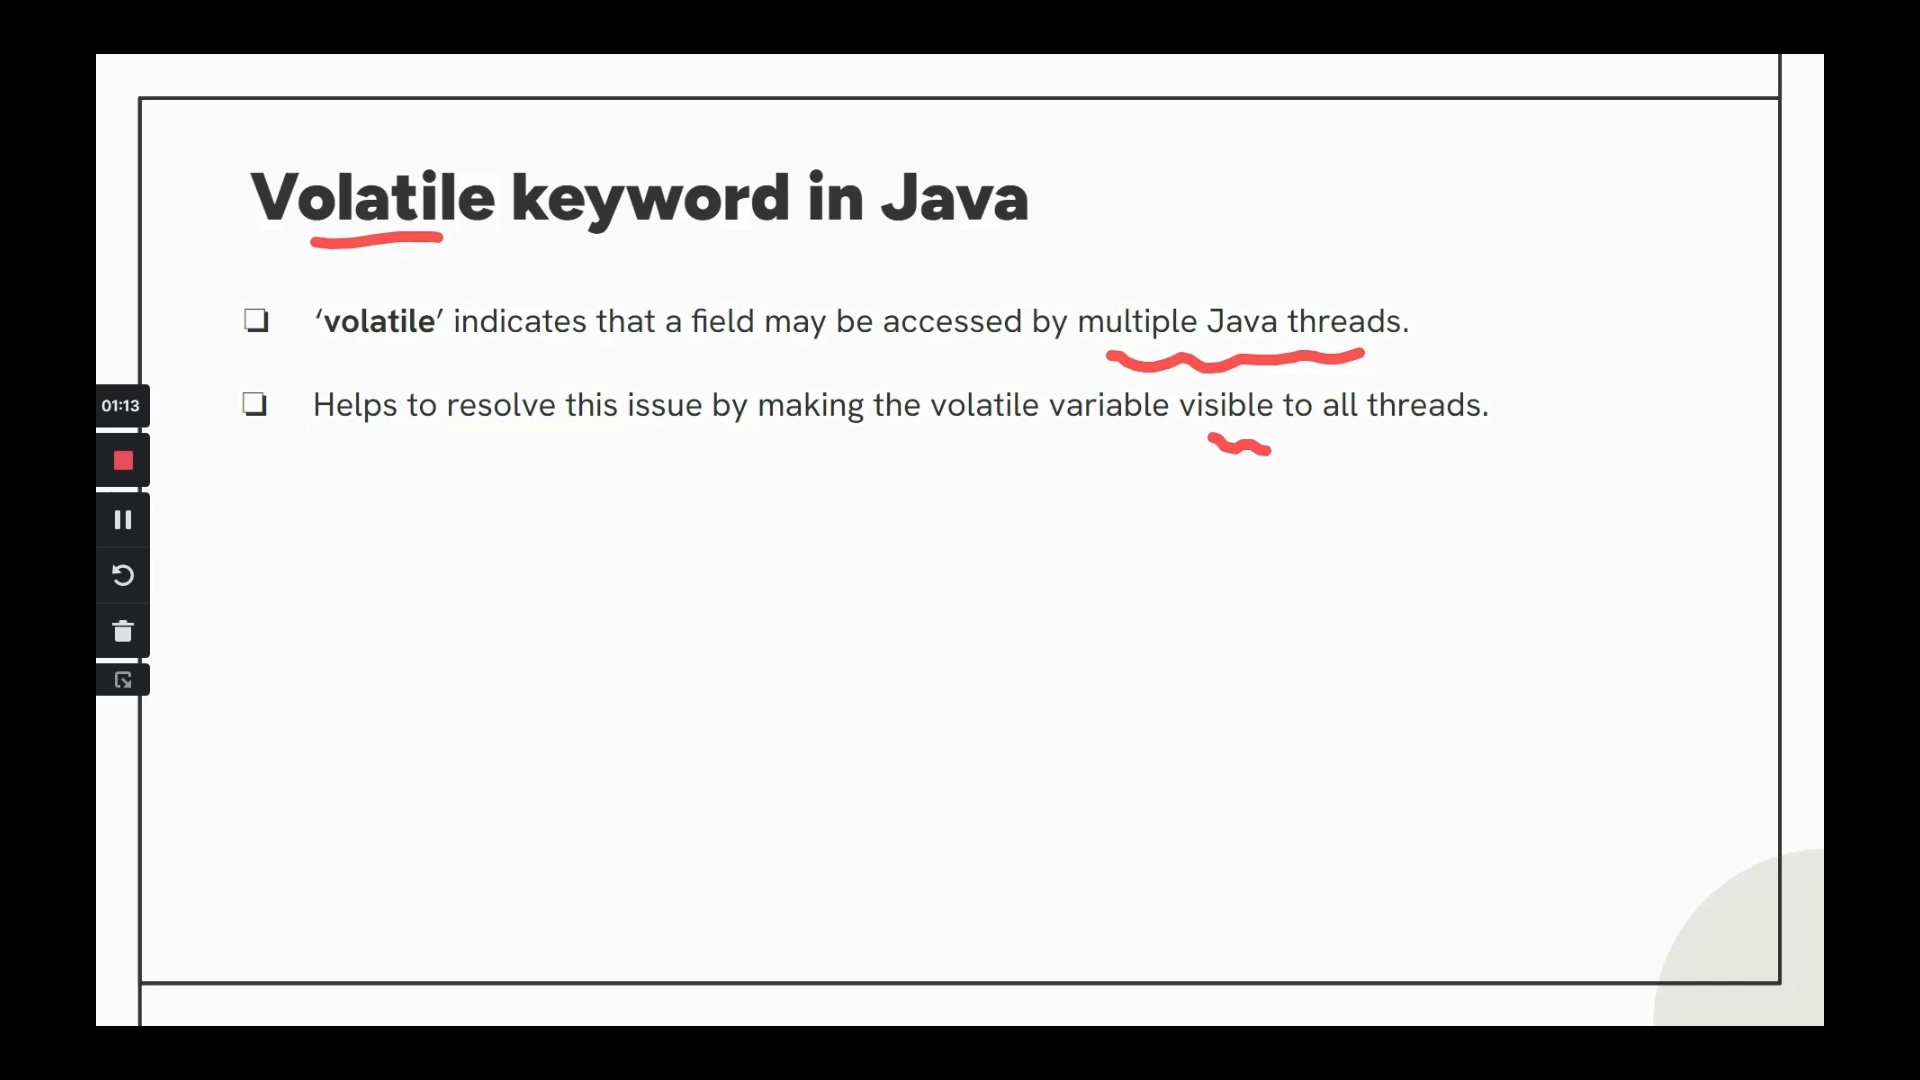 Volatile keyword in Java
‘volatile’ indicates that a field may be accessed by multiple Java threads.
01:13
Helps to resolve this issue by making the volatile variable visible to all threads.